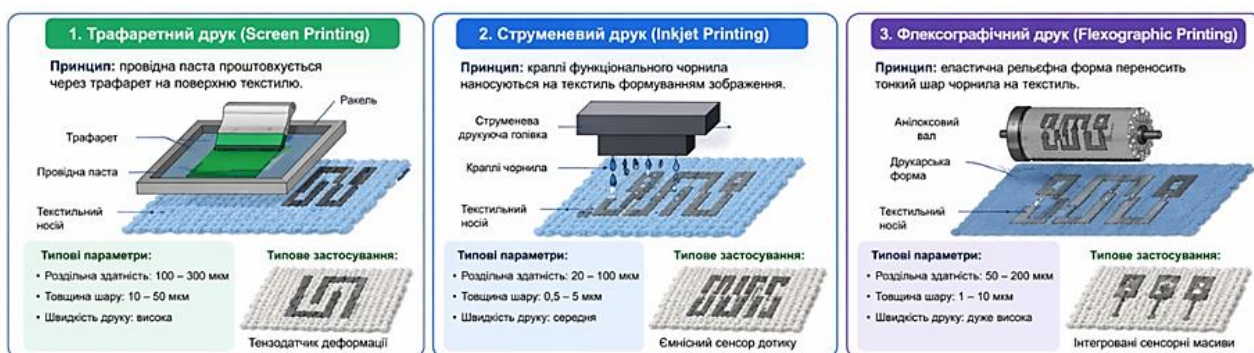 1. Трафаретний друк (Screen Printing)
Принцип: провідна паста проштовхується
через трафарет на поверхню текстилю.
Ракель
Трафарет
Провідна паста
Текстильний
носій
Типові параметри:
• Роздільна здатність: 100 – 300 мкм
• Товщина шару: 10 – 50 мкм
• Швидкість друку: висока
Типове застосування:
Тензодатчик деформації
2. Струменевий друк (Inkjet Printing)
Принцип: краплі функціонального чорнила
наносуються на текстиль формуванням зображення.
Струменева
друкуюча голівка
Краплі чорнила
Текстильний
носій
Типові параметри:
• Роздільна здатність: 20 – 100 мкм
• Товщина шару: 0,5 – 5 мкм
• Швидкість друку: середня
Типове застосування:
Ємнісний сенсор дотику
3. Флексографічний друк (Flexographic Printing)
Принцип: еластична рельєфна форма переносить
тонкий шар чорнила на текстиль.
Анілоксовий
вал
Друкарська
форма
Текстильний
носій
Типові параметри:
• Роздільна здатність: 50 – 200 мкм
• Товщина шару: 1 – 10 мкм
• Швидкість друку: дуже висока
Типове застосування:
Інтегровані сенсорні масиви